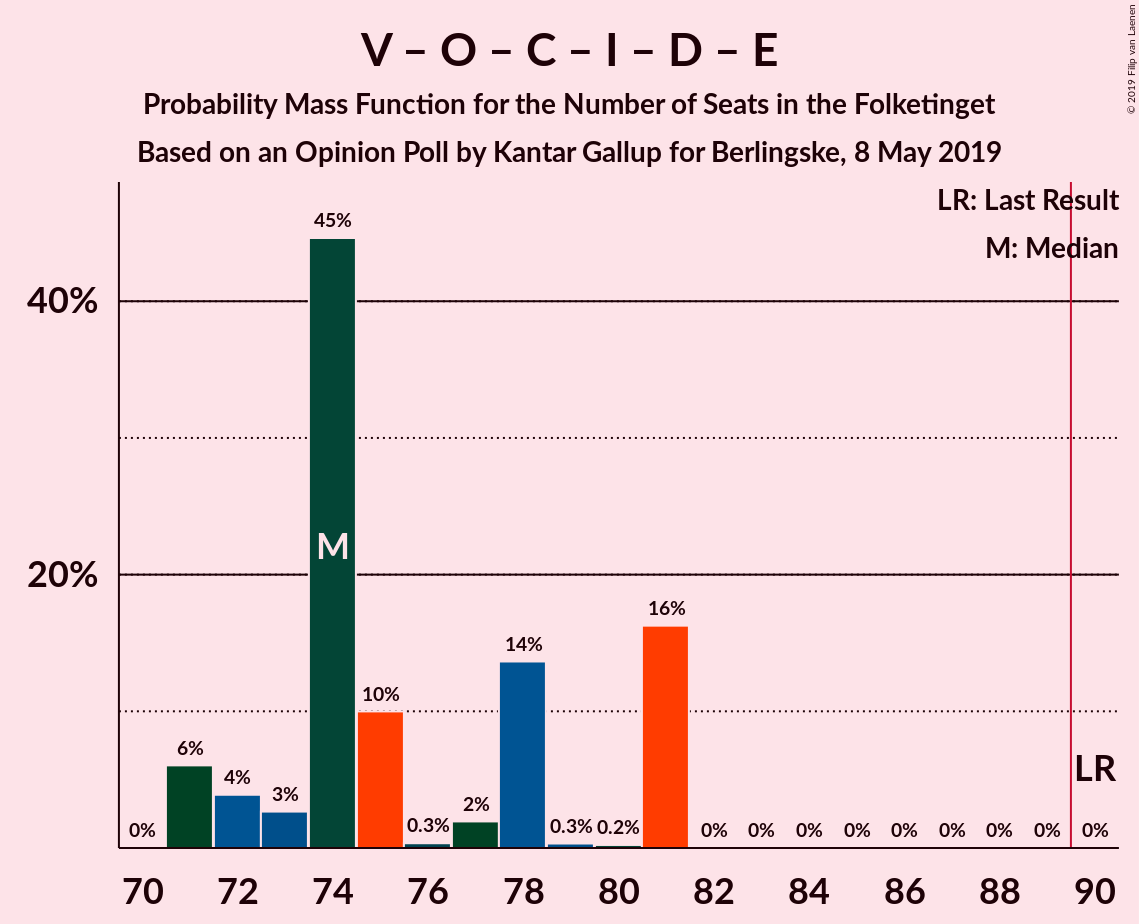 V – O – C – I – D – E
Probability Mass Function for the Number of Seats in the Folketinget
Based on an Opinion Poll by Kantar Gallup for Berlingske, 8 May 2019
© 2019 Filip van Laenen
LR: Last Result
M: Median
40%
20%
0% 6% 4% 3% 45% 10% 0.3% 2% 14% 0.3% 0.2% 16% 0% 0% 0% 0% 0% 0% 0% 0% 0%
M
LR
70 72 74 76 78 80 82 84 86 88 90